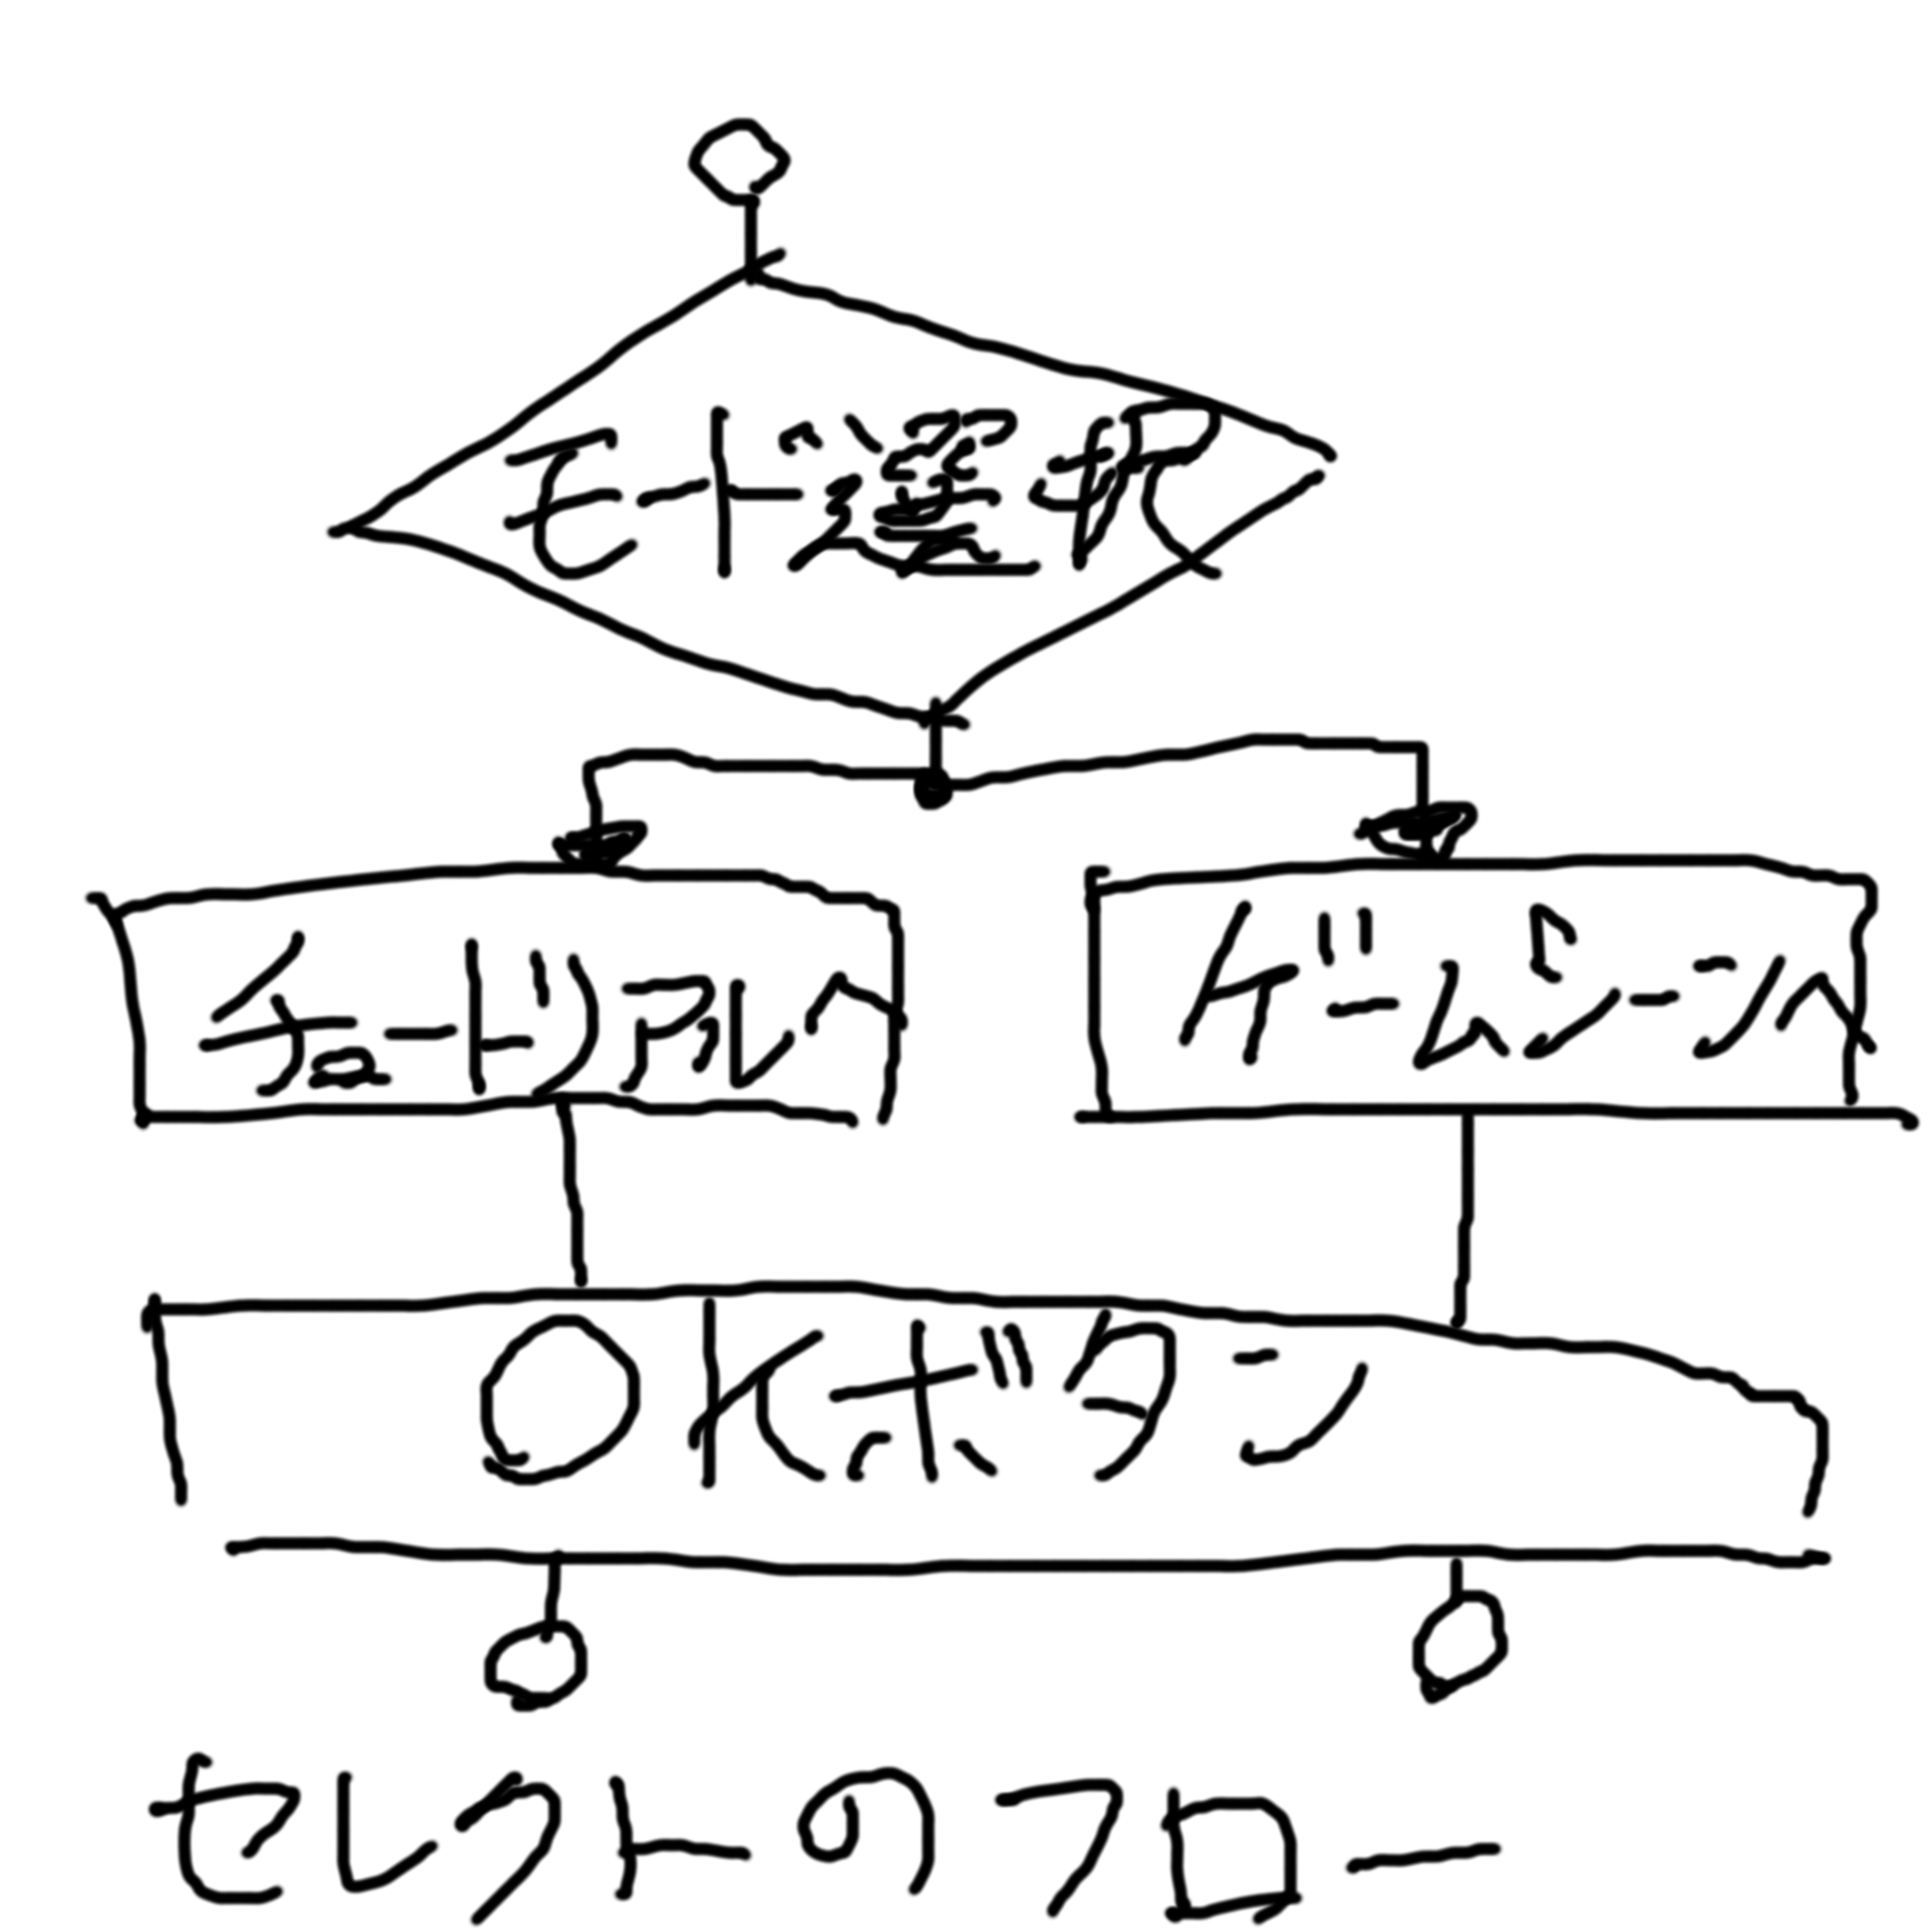 モード選択
チュートリアルへ
ゲームシーンへ
OKボタン
セレクトのフロー